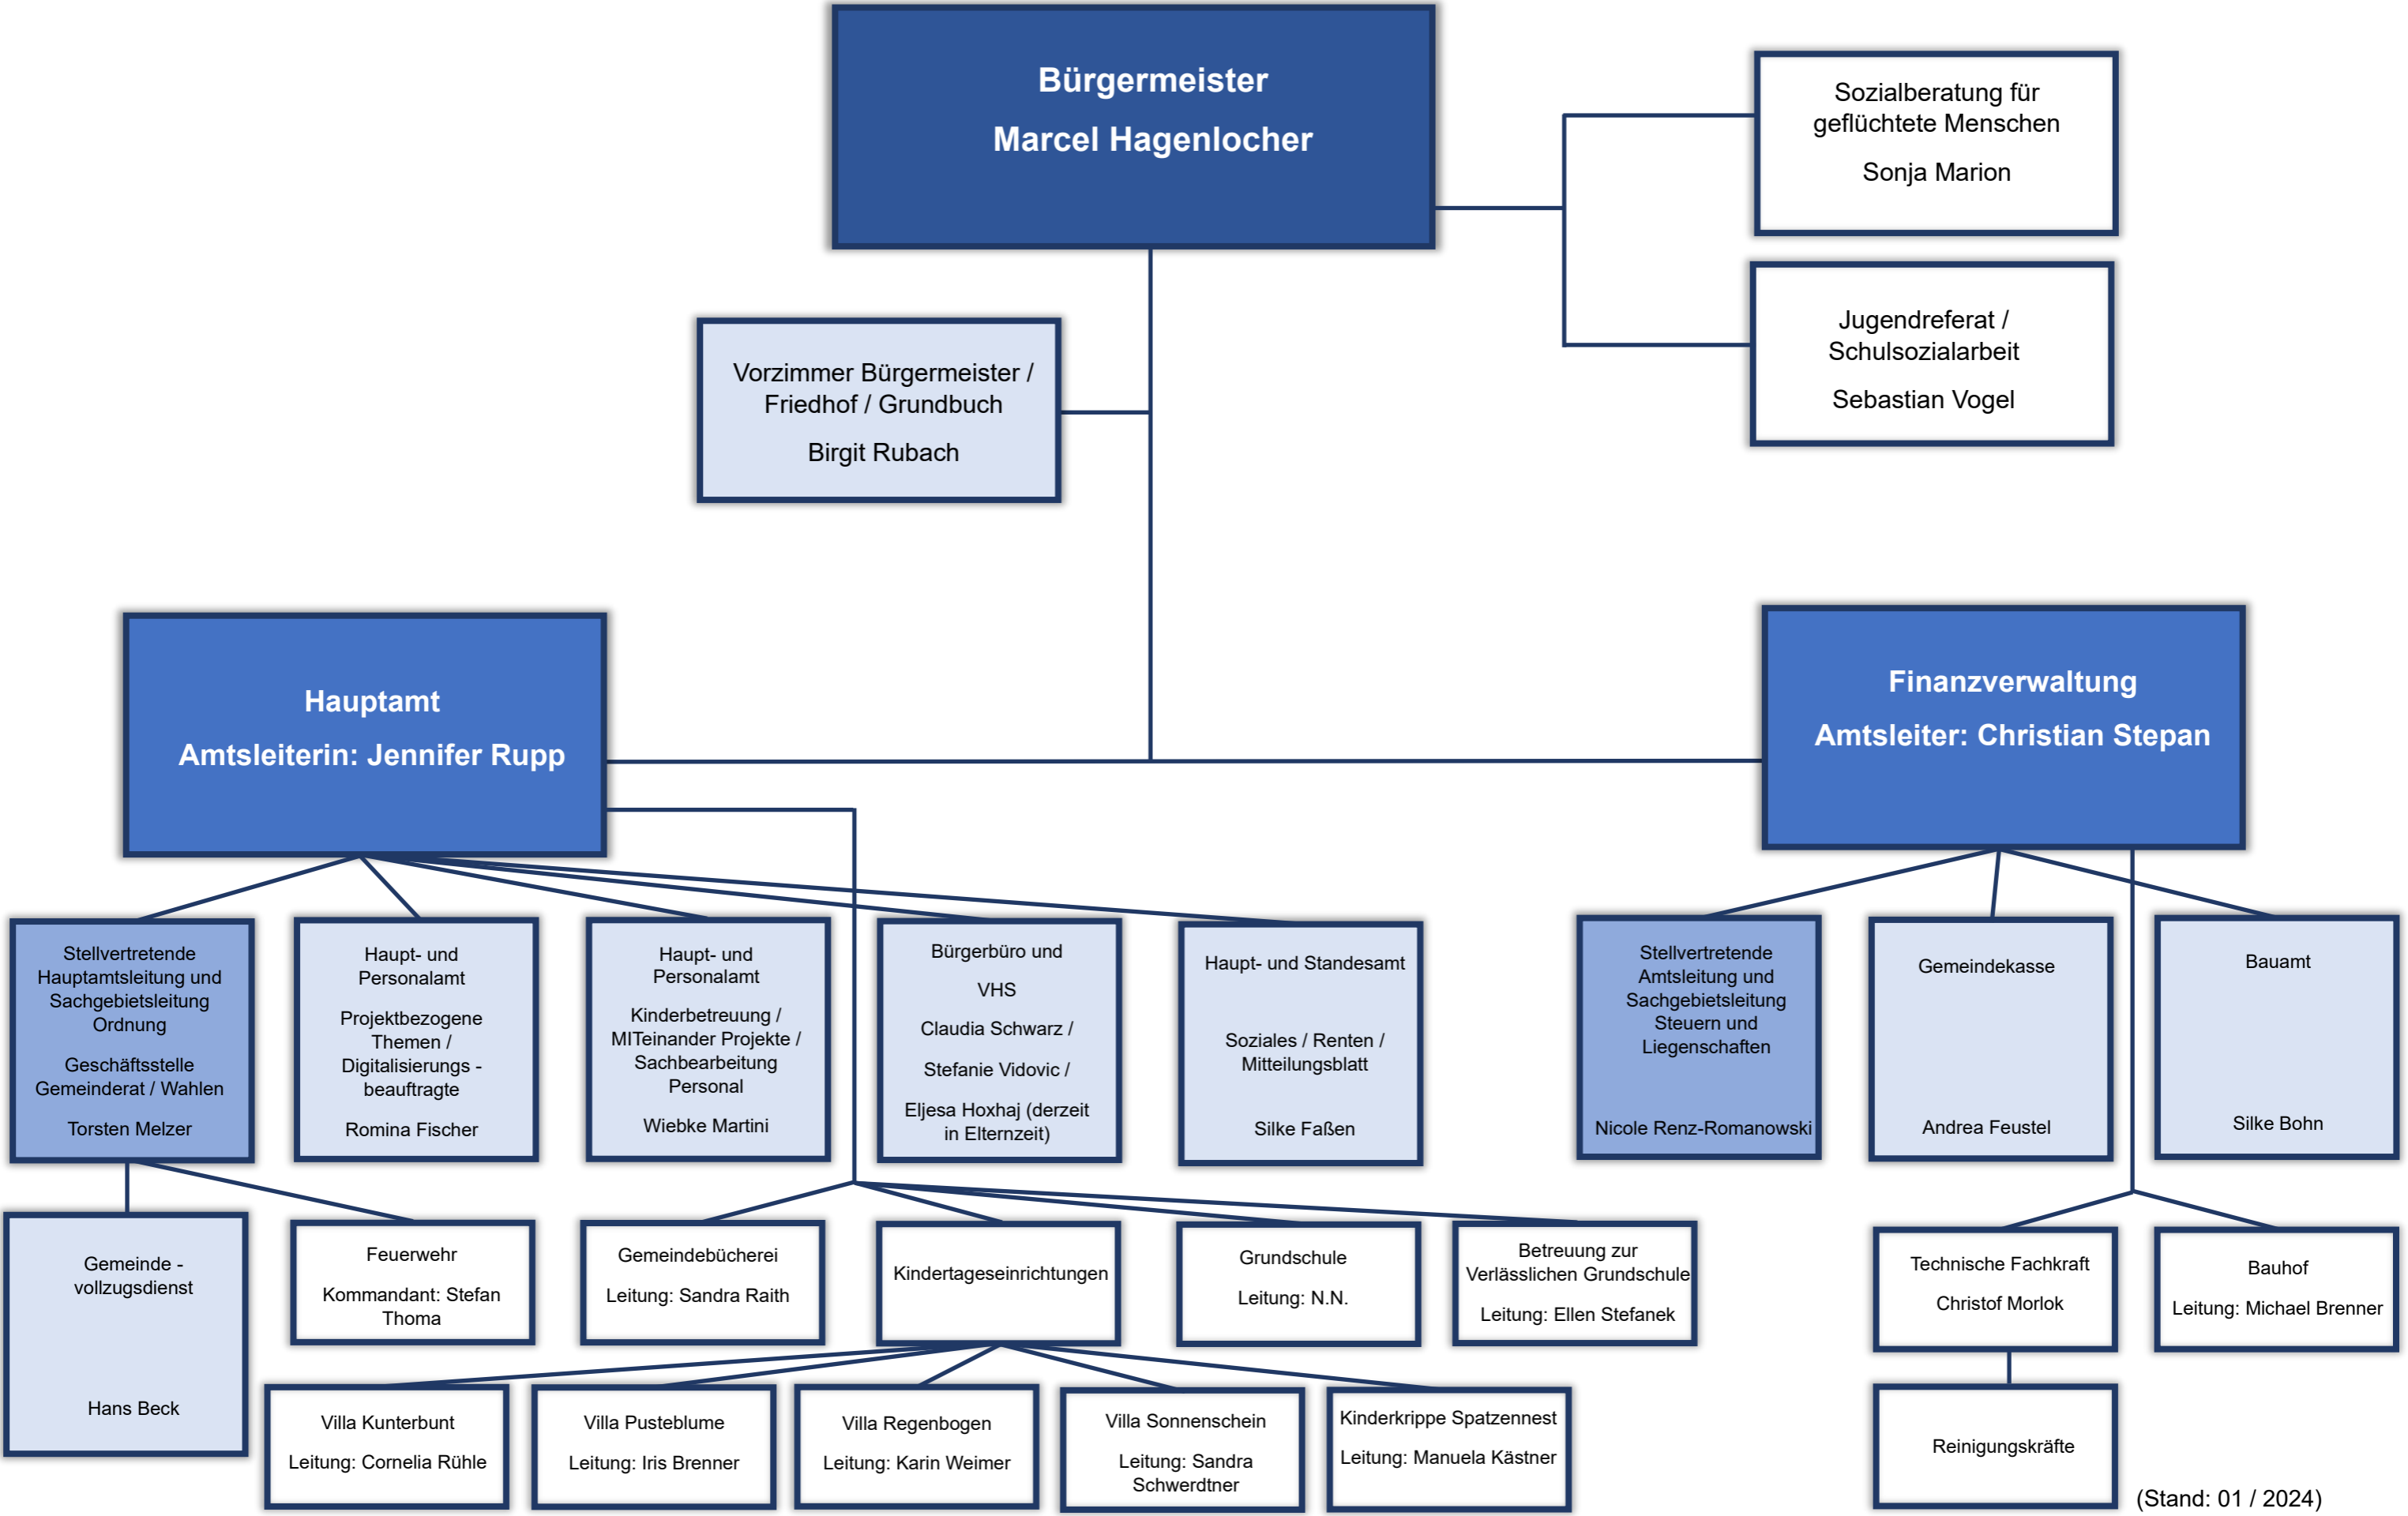 Bürgermeister
Marcel Hagenlocher
Sozialberatung für
geflüchtete Menschen
Sonja Marion
Jugendreferat /
Schulsozialarbeit
Sebastian Vogel
Vorzimmer Bürgermeister /
Friedhof / Grundbuch
Birgit Rubach
Hauptamt
Amtsleiterin: Jennifer Rupp
Finanzverwaltung
Amtsleiter: Christian Stepan
Stellvertretende
Hauptamtsleitung und
Sachgebietsleitung
Ordnung
Geschäftsstelle
Gemeinderat / Wahlen
Torsten Melzer
Haupt- und
Personalamt
Projektbezogene
Themen /
Digitalisierungs -
beauftragte
Romina Fischer
Haupt- und
Personalamt
Kinderbetreuung /
MITeinander Projekte /
Sachbearbeitung
Personal
Wiebke Martini
Bürgerbüro und
VHS
Claudia Schwarz /
Stefanie Vidovic /
Eljesa Hoxhaj (derzeit
in Elternzeit)
Haupt- und Standesamt
Soziales / Renten /
Mitteilungsblatt
Silke Faßen
Stellvertretende
Amtsleitung und
Sachgebietsleitung
Steuern und
Liegenschaften
Nicole Renz-Romanowski
Gemeindekasse
Andrea Feustel
Bauamt
Silke Bohn
Gemeinde -
vollzugsdienst
Hans Beck
Feuerwehr
Kommandant: Stefan
Thoma
Gemeindebücherei
Leitung: Sandra Raith
Kindertageseinrichtungen
Grundschule
Leitung: N.N.
Betreuung zur
Verlässlichen Grundschule
Leitung: Ellen Stefanek
Technische Fachkraft
Christof Morlok
Bauhof
Leitung: Michael Brenner
Villa Kunterbunt
Leitung: Cornelia Rühle
Villa Pusteblume
Leitung: Iris Brenner
Villa Regenbogen
Leitung: Karin Weimer
Villa Sonnenschein
Leitung: Sandra
Schwerdtner
Kinderkrippe Spatzennest
Leitung: Manuela Kästner
Reinigungskräfte
(Stand: 01 / 2024)